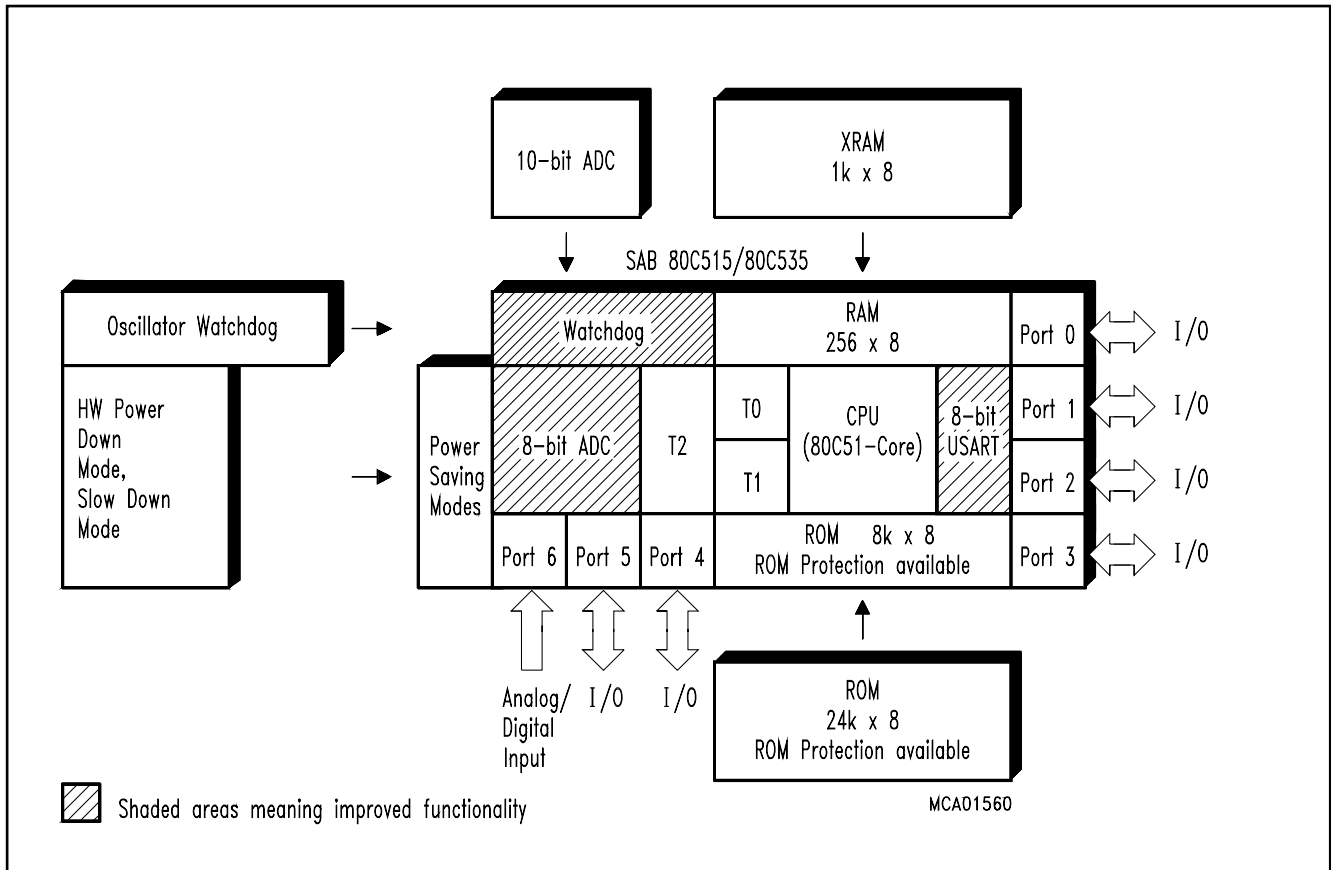 10-bit ADC
XRAM
1k x 8
SAB 80C515/80C535
Oscillator Watchdog
Watchdog
RAM
256 x 8
Port 0
I/O
HW Power
Down
Mode,
Slow Down
Mode
Power
Saving
Modes
8-bit ADC
T2
T0
T1
CPU
(80C51-Core)
8-bit
USART
Port 1
I/O
Port 2
I/O
Port 6
Port 5
Port 4
ROM 8k x 8
ROM Protection available
Port 3
I/O
Analog/
Digital
Input
I/O
I/O
ROM
24k x 8
ROM Protection available
MCA01560
Shaded areas meaning improved functionality